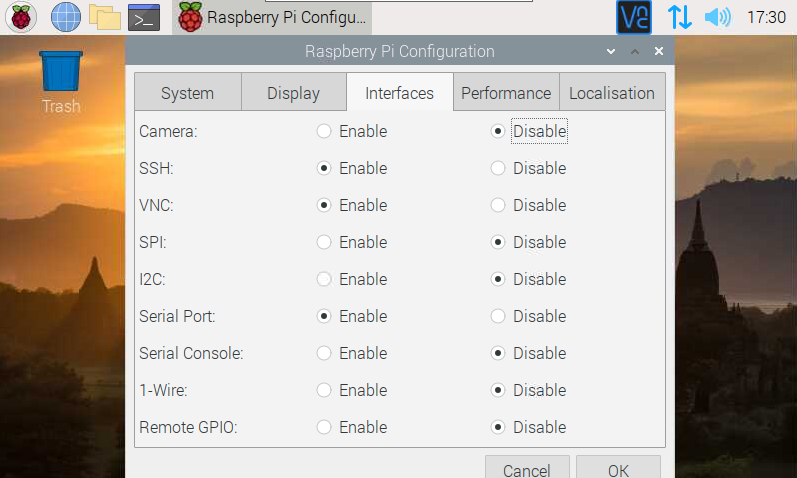 Raspberry Pi Configu...
17:30
Raspberry Pi Configuration
Trash
System Display Interfaces Performance Localisation
Camera: Enable Disable
SSH: Enable Disable
VNC: Enable Disable
SPI: Enable Disable
I2C: Enable Disable
Serial Port: Enable Disable
Serial Console: Enable Disable
1-Wire: Enable Disable
Remote GPIO: Enable Disable
Cancel OK